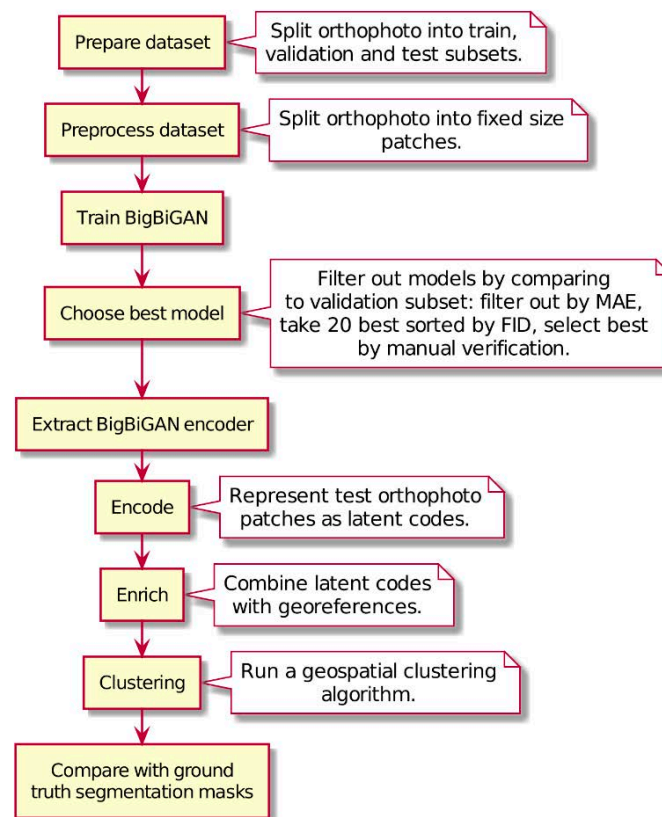 Prepare dataset
Split orthophoto into train,
validation and test subsets.
Preprocess dataset
Split orthophoto into fixed size
patches.
Train BigBiGAN
Choose best model
Filter out models by comparing
to validation subset: filter out by MAE,
take 20 best sorted by FID, select best
by manual verification.
Extract BigBiGAN encoder
Encode
Represent test orthophoto
patches as latent codes.
Enrich
Combine latent codes
with georeferences.
Clustering
Run a geospatial clustering
algorithm.
Compare with ground
truth segmentation masks